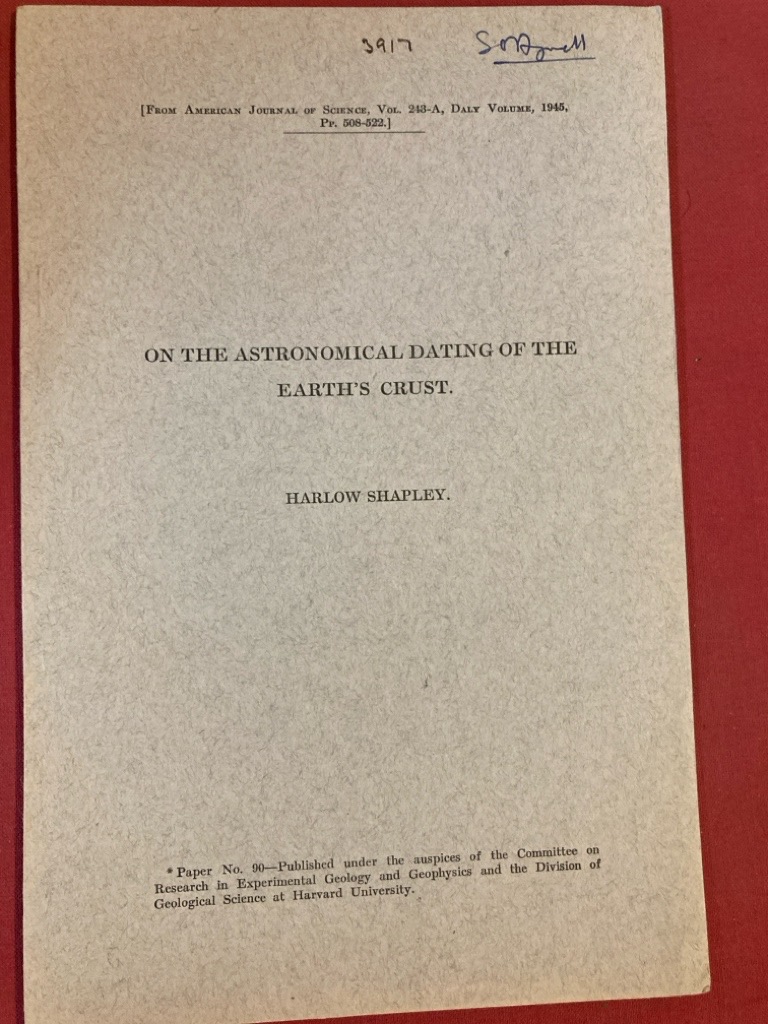 3917
[From American Journal of Science, Vol. 243-A, Daly Volume, 1945,
Pp. 508-522.]
ON THE ASTRONOMICAL DATING OF THE
EARTH'S CRUST.
HARLOW SHAPLEY.
* Paper No. 90—Published under the auspices of the Committee on
Research in Experimental Geology and Geophysics and the Division of
Geological Science at Harvard University.